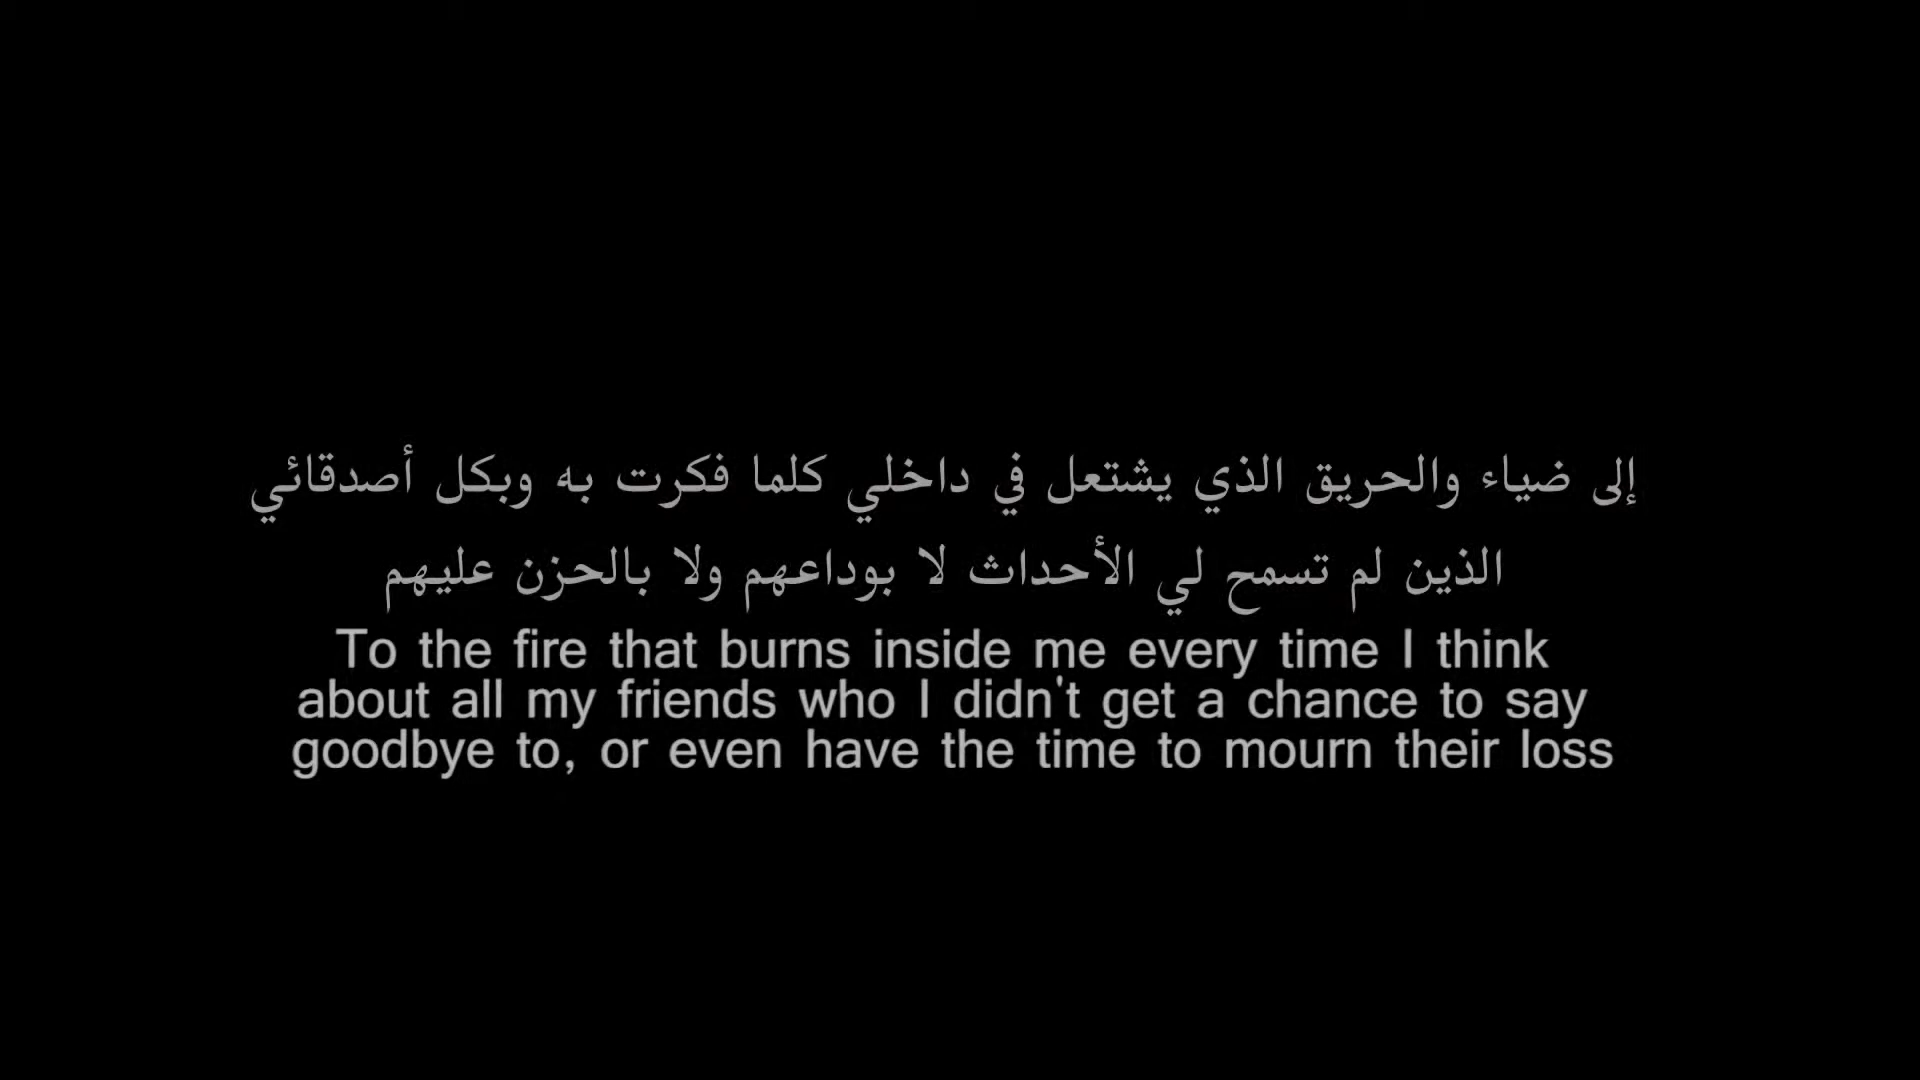 إلى ضياء والحريق الذي يشتعل في داخلي كلما فكرت به وبكل أصدقائي
الذين لم تسمح لي الأحداث لا بوداعهم ولا بالحزن عليهم
To the fire that burns inside me every time I think
about all my friends who I didn't get a chance to say
goodbye to, or even have the time to mourn their loss